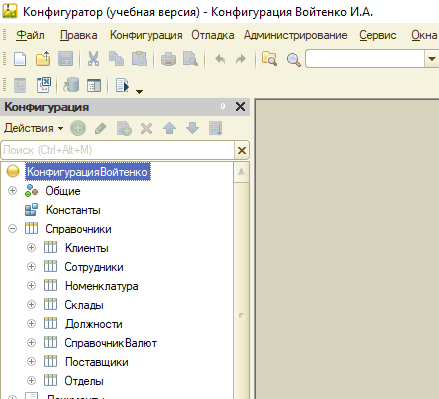 Конфигуратор (учебная версия) - Конфигурация Войтенко И.А.
Файл Правка Конфигурация Отладка Администрирование Сервис Окна
Конфигурация
Действия
Поиск (Ctrl+Alt+M)
КонфигурацияВойтенко
Общие
Константы
Справочники
Клиенты
Сотрудники
Номенклатура
Склады
Должности
СправочникВалют
Поставщики
Отделы
Документы